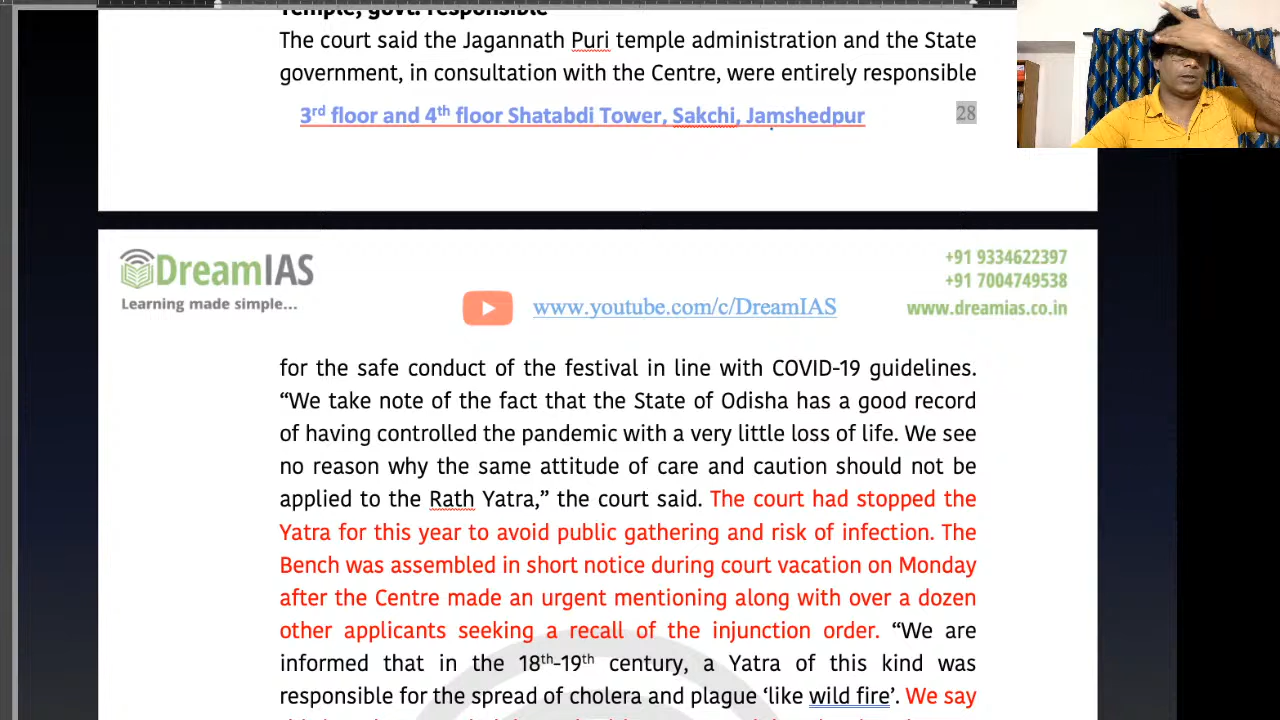 Temple, govt. responsible
The court said the Jagannath Puri temple administration and the State
government, in consultation with the Centre, were entirely responsible
3rd floor and 4th floor Shatabdi Tower, Sakchi, Jamshedpur
28
DreamIAS
Learning made simple...
www.youtube.com/c/DreamIAS
+91 9334622397
+91 7004749538
www.dreamias.co.in
for the safe conduct of the festival in line with COVID-19 guidelines.
“We take note of the fact that the State of Odisha has a good record
of having controlled the pandemic with a very little loss of life. We see
no reason why the same attitude of care and caution should not be
applied to the Rath Yatra,” the court said. The court had stopped the
Yatra for this year to avoid public gathering and risk of infection. The
Bench was assembled in short notice during court vacation on Monday
after the Centre made an urgent mentioning along with over a dozen
other applicants seeking a recall of the injunction order. “We are
informed that in the 18th-19th century, a Yatra of this kind was
responsible for the spread of cholera and plague ‘like wild fire’. We say